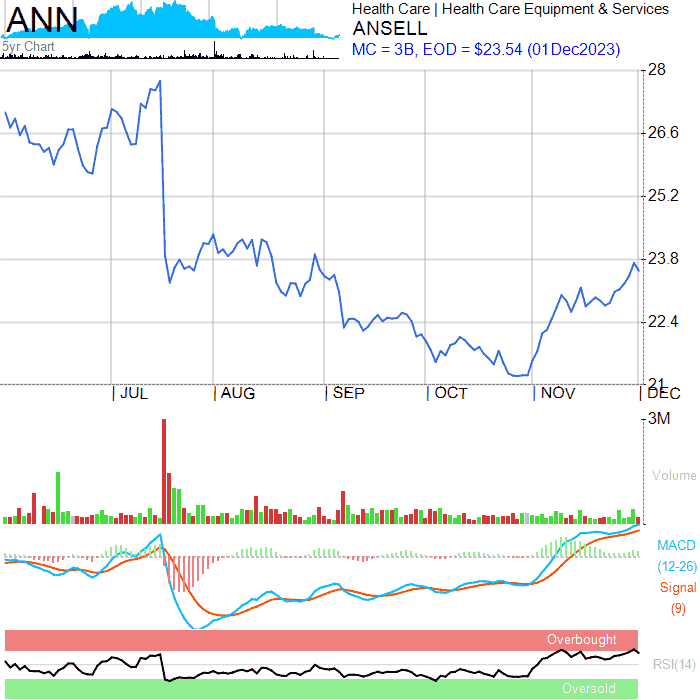 ANN
5yr Chart
Health Care | Health Care Equipment & Services
ANSELL
MC = 3B, EOD = $23.54 (01Dec2023)
28
26.6
25.2
23.8
22.4
21
JUL AUG SEP OCT NOV DEC
3M
Volume
MACD
(12-26)
Signal
(9)
Overbought
RSI(14)
Oversold